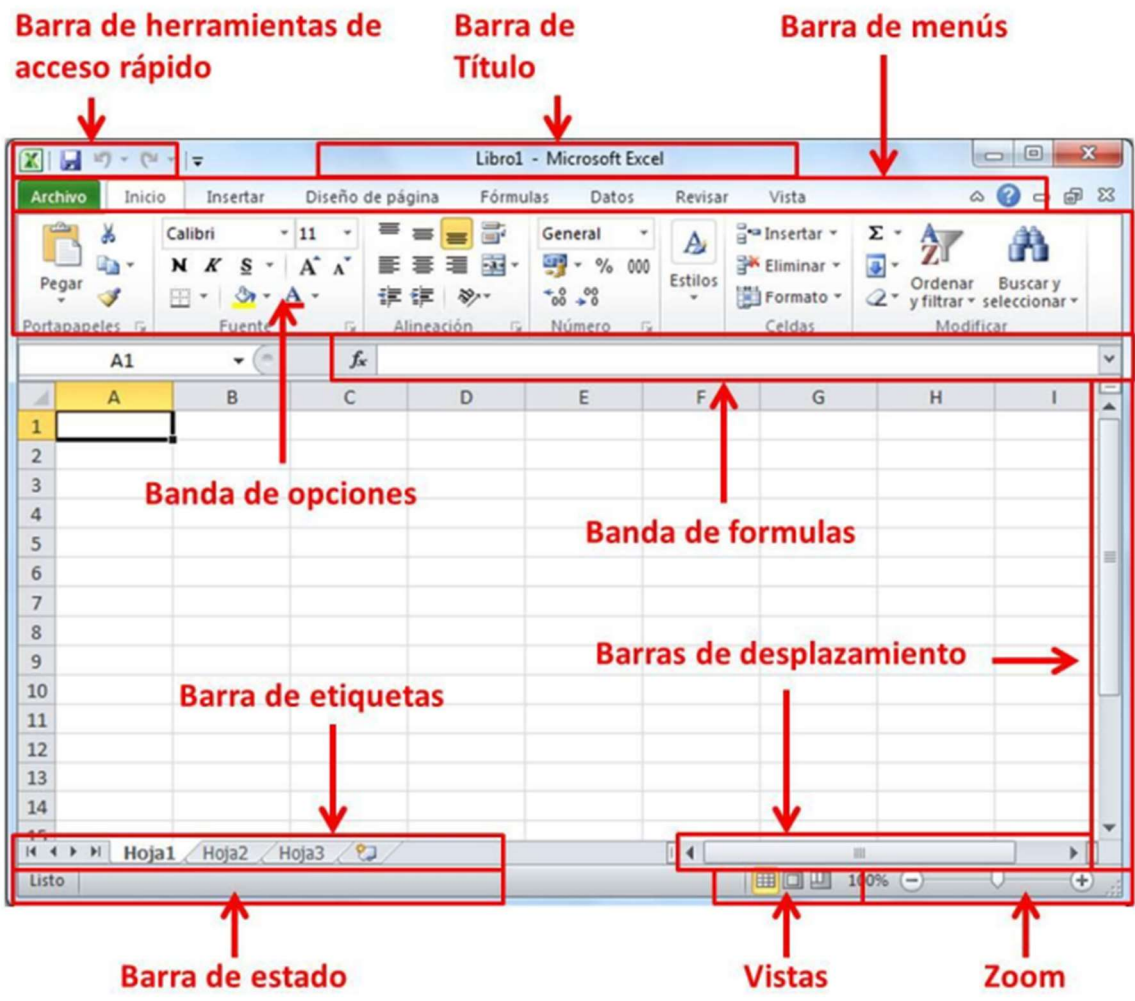 Barra de herramientas de
acceso rápido
Barra de
Título
Barra de menús
Libro1 - Microsoft Excel
Archivo Inicio Insertar Diseño de página Fórmulas Datos Revisar Vista
Calibri 11 General Insertar Σ
Pegar N K S A A % 000 Estilos Eliminar Ordenar y filtrar Buscar y seleccionar
A Formato
Portapapeles Fuente Alineación Número Celdas Modificar
A1 fx
A B C D E F G H I
1
2
3
Banda de opciones
4
Banda de formulas
5
6
7
8
Barras de desplazamiento
9
10
Barra de etiquetas
11
12
13
14
15
Hoja1 Hoja2 Hoja3
Listo 100%
Barra de estado Vistas Zoom